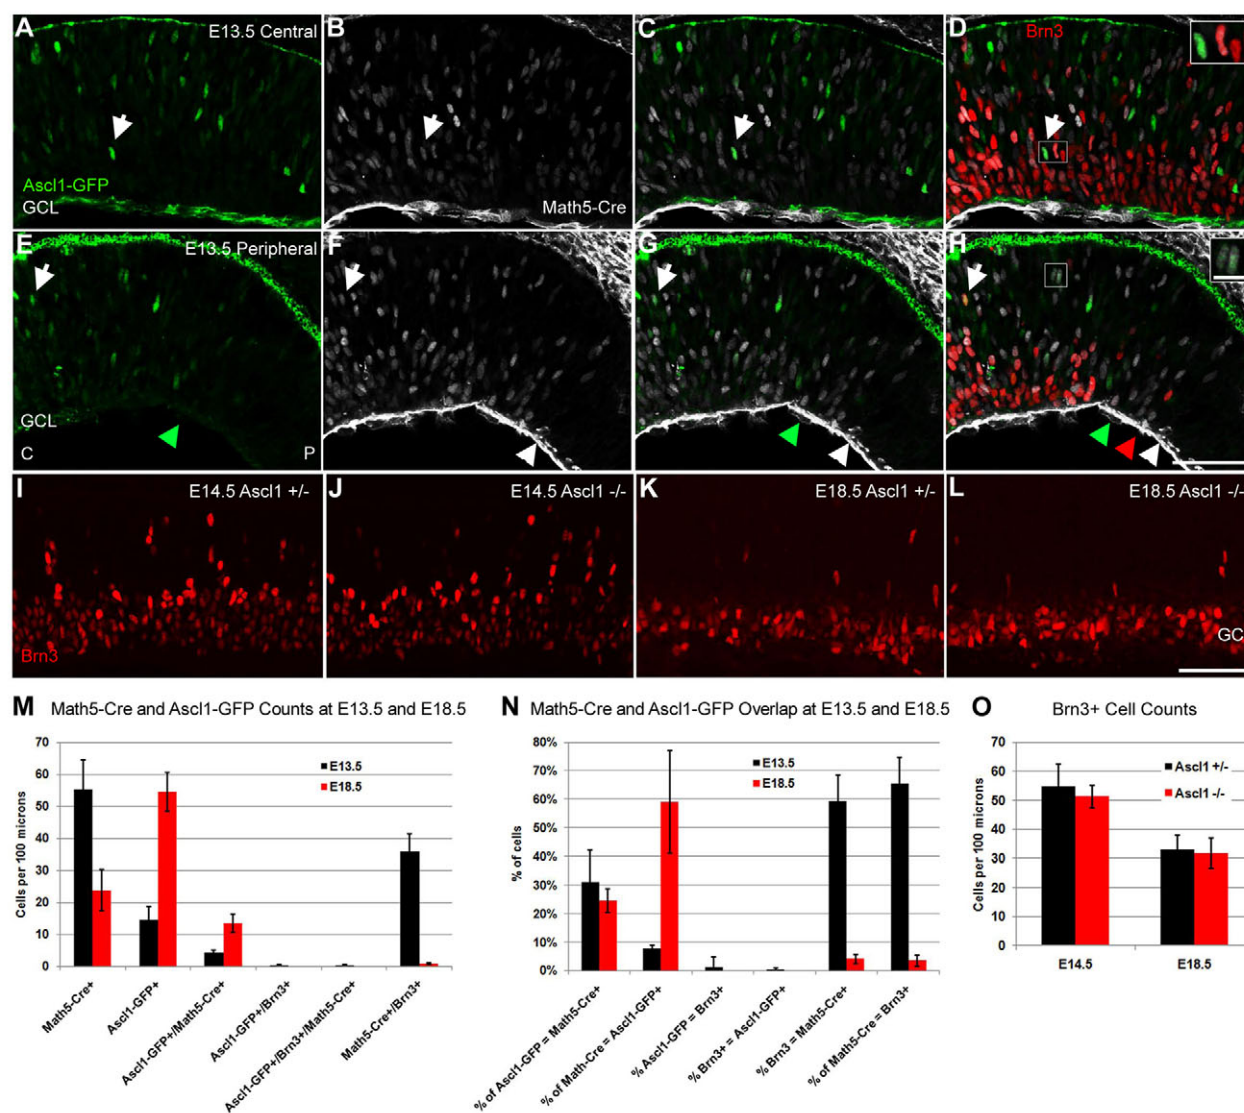 A E13.5 Central B C D Brn3
Ascl1-GFP
GCL Math5-Cre
E E13.5 Peripheral F G H
GCL
C P
I E14.5 Ascl1 +/- J E14.5 Ascl1 -/- K E18.5 Ascl1 +/- L E18.5 Ascl1 -/-
Brn3 GC
M Math5-Cre and Ascl1-GFP Counts at E13.5 and E18.5
Cells per 100 microns
70
60
50
40
30
20
10
0
E13.5
E18.5
Math5-Cre+
Ascl1-GFP+
Ascl1-GFP+/Math5-Cre+
Ascl1-GFP+/Brn3+
Ascl1-GFP+/Brn3+/Math5-Cre+
Math5-Cre+/Brn3+
N Math5-Cre and Ascl1-GFP Overlap at E13.5 and E18.5
% of cells
80%
70%
60%
50%
40%
30%
20%
10%
0%
E13.5
E18.5
% of Ascl1-GFP = Math5-Cre+
% of Math-Cre = Ascl1-GFP+
% Ascl1-GFP = Brn3+
% Brn3+ = Ascl1-GFP+
% Brn3 = Math5-Cre+
% of Math5-Cre = Brn3+
O Brn3+ Cell Counts
Cells per 100 microns
70
60
50
40
30
20
10
0
Ascl1 +/-
Ascl1 -/-
E14.5 E18.5